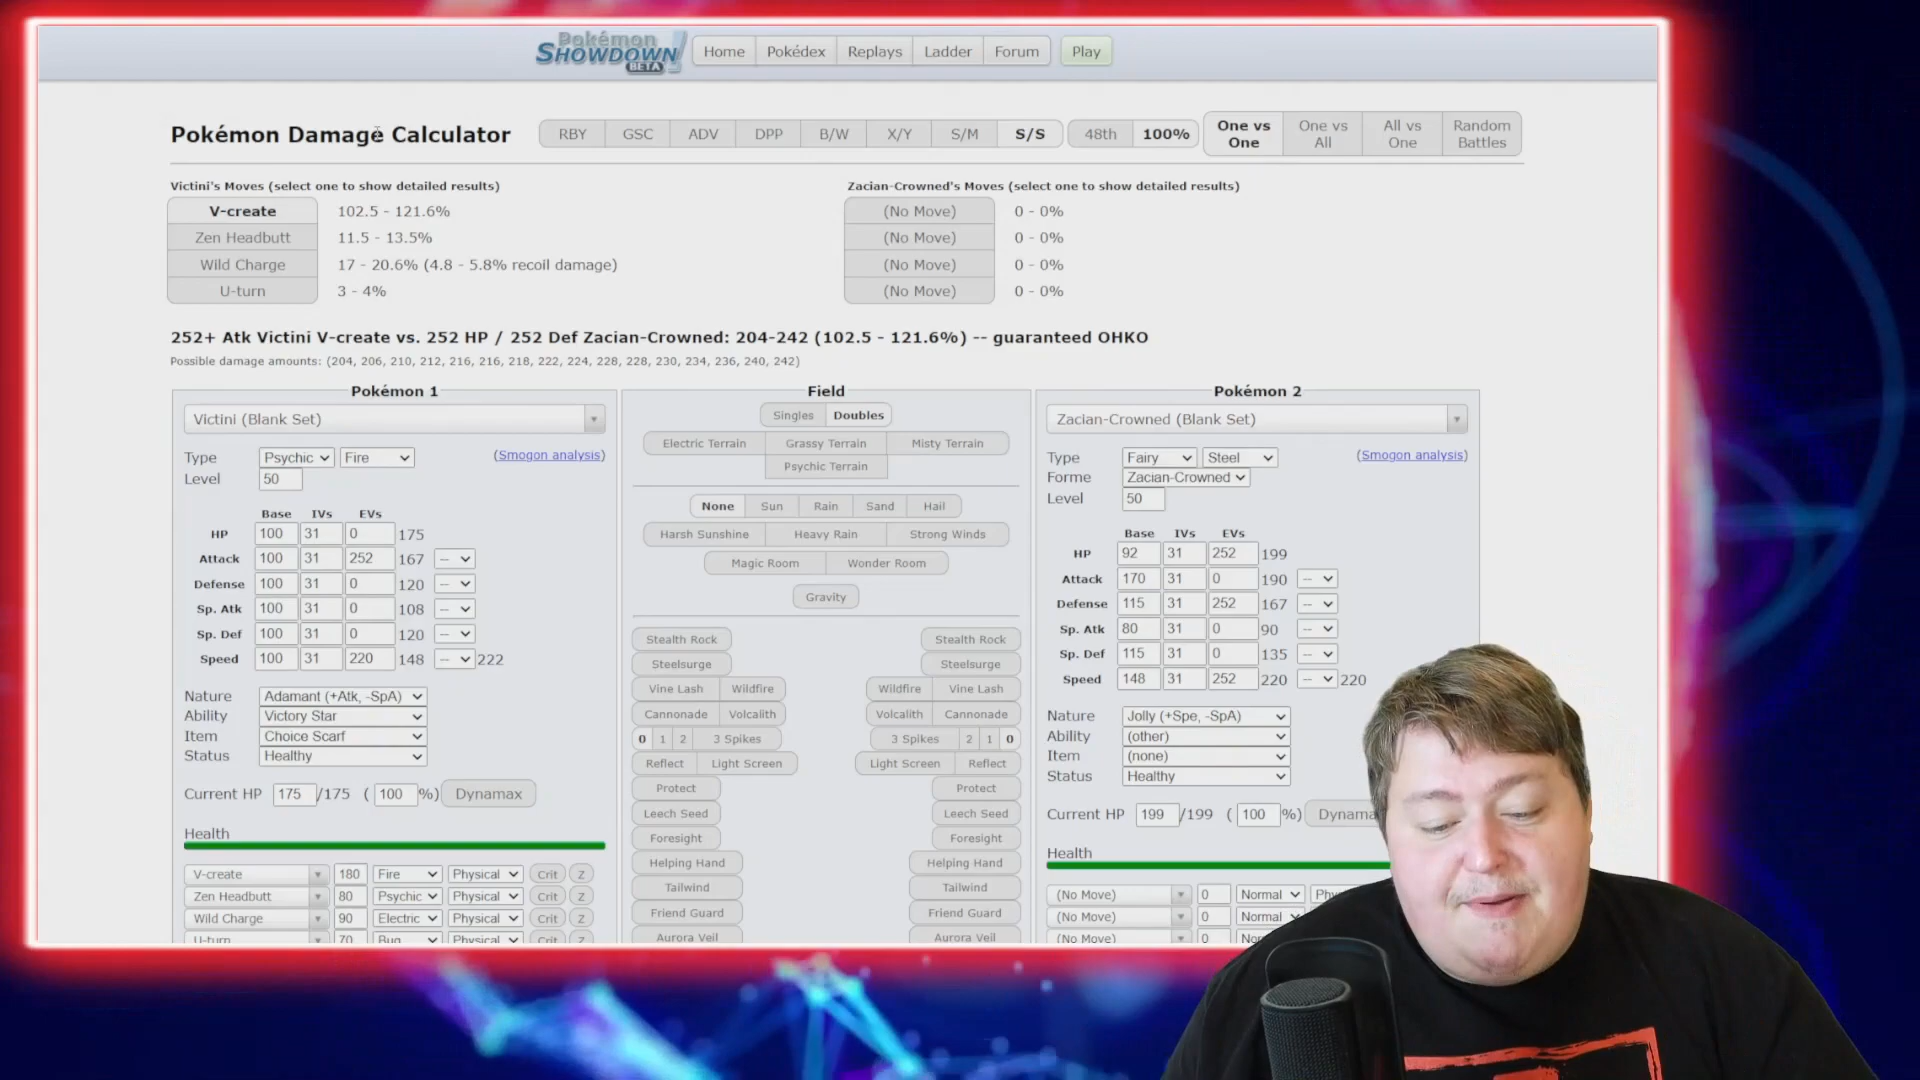 Pokémon SHOWDOWN! BETA Home Pokédex Replays Ladder Forum Play
Pokémon Damage Calculator RBY GSC ADV DPP B/W X/Y S/M S/S 48th 100% One vs One One vs All All vs One Random Battles
Victini's Moves (select one to show detailed results) Zacian-Crowned's Moves (select one to show detailed results)
V-create 102.5 - 121.6% (No Move) 0 - 0%
Zen Headbutt 11.5 - 13.5% (No Move) 0 - 0%
Wild Charge 17 - 20.6% (4.8 - 5.8% recoil damage) (No Move) 0 - 0%
U-turn 3 - 4% (No Move) 0 - 0%
252+ Atk Victini V-create vs. 252 HP / 252 Def Zacian-Crowned: 204-242 (102.5 - 121.6%) -- guaranteed OHKO
Possible damage amounts: (204, 206, 210, 212, 216, 216, 218, 222, 224, 228, 228, 230, 234, 236, 240, 242)
Pokémon 1
Victini (Blank Set)
Type Psychic Fire (Smogon analysis)
Level 50
Base IVs EVs
HP 100 31 0 175
Attack 100 31 252 167 --
Defense 100 31 0 120 --
Sp. Atk 100 31 0 108 --
Sp. Def 100 31 0 120 --
Speed 100 31 220 148 -- 222
Nature Adamant (+Atk, -SpA)
Ability Victory Star
Item Choice Scarf
Status Healthy
Current HP 175 /175 ( 100 %) Dynamax
Health
V-create 180 Fire Physical Crit Z
Zen Headbutt 80 Psychic Physical Crit Z
Wild Charge 90 Electric Physical Crit Z
U-turn 70 Bug Physical Crit Z
Field
Singles Doubles
Electric Terrain Grassy Terrain Misty Terrain
Psychic Terrain
None Sun Rain Sand Hail
Harsh Sunshine Heavy Rain Strong Winds
Magic Room Wonder Room
Gravity
Stealth Rock Stealth Rock
Steelsurge Steelsurge
Vine Lash Wildfire Wildfire Vine Lash
Cannonade Volcalith Volcalith Cannonade
0 1 2 3 Spikes 3 Spikes 2 1 0
Reflect Light Screen Light Screen Reflect
Protect Protect
Leech Seed Leech Seed
Foresight Foresight
Helping Hand Helping Hand
Tailwind Tailwind
Friend Guard Friend Guard
Aurora Veil Aurora Veil
Pokémon 2
Zacian-Crowned (Blank Set)
Type Fairy Steel (Smogon analysis)
Forme Zacian-Crowned
Level 50
Base IVs EVs
HP 92 31 252 199
Attack 170 31 0 190 --
Defense 115 31 252 167 --
Sp. Atk 80 31 0 90 --
Sp. Def 115 31 0 135 --
Speed 148 31 252 220 -- 220
Nature Jolly (+Spe, -SpA)
Ability (other)
Item (none)
Status Healthy
Current HP 199 /199 ( 100 %) Dynama
Health
(No Move) 0 Normal Phy
(No Move) 0 Normal
(No Move) 0 Nor